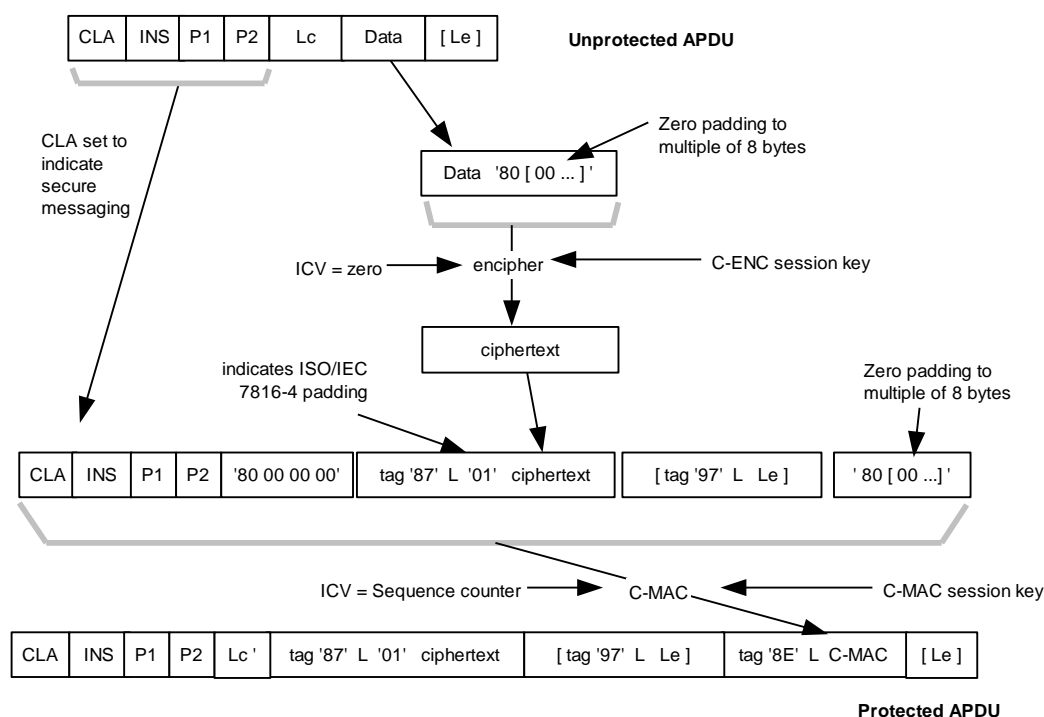 CLA INS P1 P2 Lc Data [ Le ]
Unprotected APDU
CLA set to
indicate
secure
messaging
Zero padding to
multiple of 8 bytes
Data '80 [ 00 ... ] '
ICV = zero
encipher
C-ENC session key
ciphertext
indicates ISO/IEC
7816-4 padding
Zero padding to
multiple of 8 bytes
CLA INS P1 P2 '80 00 00 00' tag '87' L '01' ciphertext [ tag '97' L Le ] ' 80 [ 00 ...] '
ICV = Sequence counter
C-MAC
C-MAC session key
CLA INS P1 P2 Lc ' tag '87' L '01' ciphertext [ tag '97' L Le ] tag '8E' L C-MAC [ Le ]
Protected APDU